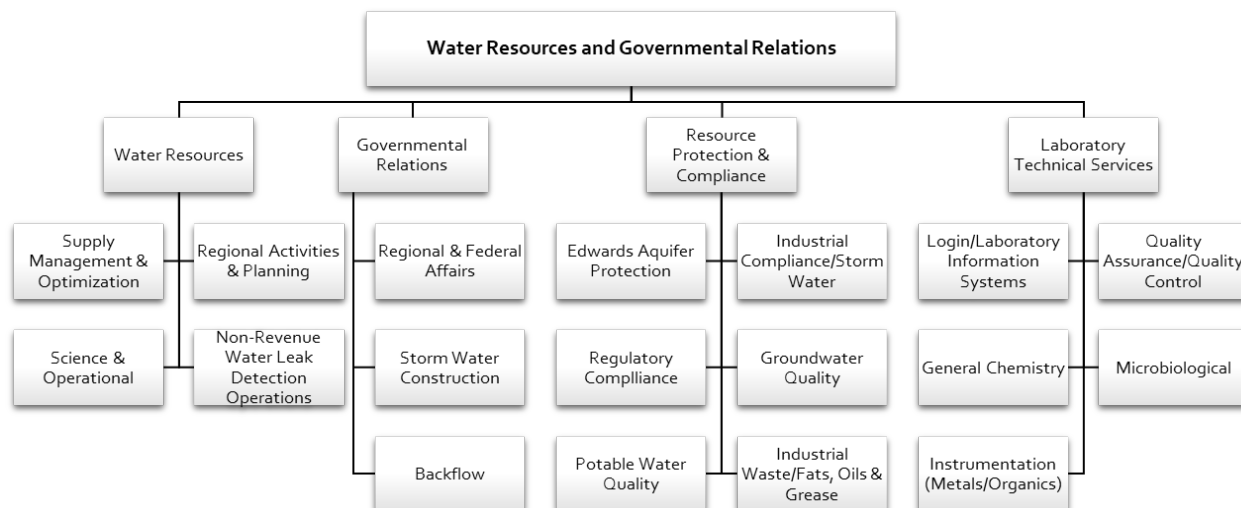 Water Resources and Governmental Relations
Water Resources
Governmental
Relations
Resource
Protection &
Compliance
Laboratory
Technical Services
Supply
Management &
Optimization
Regional Activities
& Planning
Regional & Federal
Affairs
Edwards Aquifer
Protection
Industrial
Compliance/Storm
Water
Login/Laboratory
Information
Systems
Quality
Assurance/Quality
Control
Science &
Operational
Non-Revenue
Water Leak
Detection
Operations
Storm Water
Construction
Regulatory
Complliance
Groundwater
Quality
General Chemistry
Microbiological
Backflow
Potable Water
Quality
Industrial
Waste/Fats, Oils &
Grease
Instrumentation
(Metals/Organics)